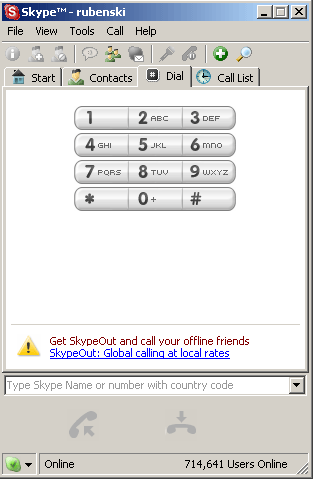 Skype™ - rubenski
File View Tools Call Help
Start Contacts Dial Call List
1 2 ABC 3 DEF
4 GHI 5 JKL 6 MNO
7 PQRS 8 TUV 9 WXYZ
* 0 + #
Get SkypeOut and call your offline friends
SkypeOut: Global calling at local rates
Type Skype Name or number with country code
Online 714,641 Users Online